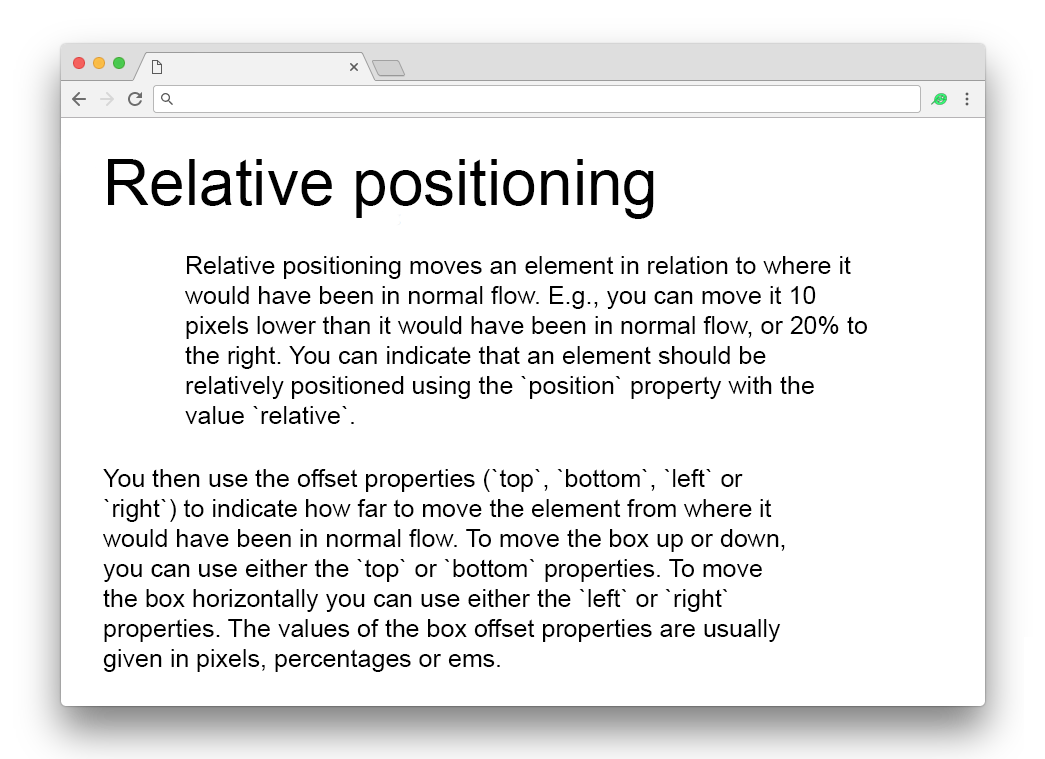 Relative positioning
Relative positioning moves an element in relation to where it
would have been in normal flow. E.g., you can move it 10
pixels lower than it would have been in normal flow, or 20% to
the right. You can indicate that an element should be
relatively positioned using the `position` property with the
value `relative`.
You then use the offset properties (`top`, `bottom`, `left` or
`right`) to indicate how far to move the element from where it
would have been in normal flow. To move the box up or down,
you can use either the `top` or `bottom` properties. To move
the box horizontally you can use either the `left` or `right`
properties. The values of the box offset properties are usually
given in pixels, percentages or ems.